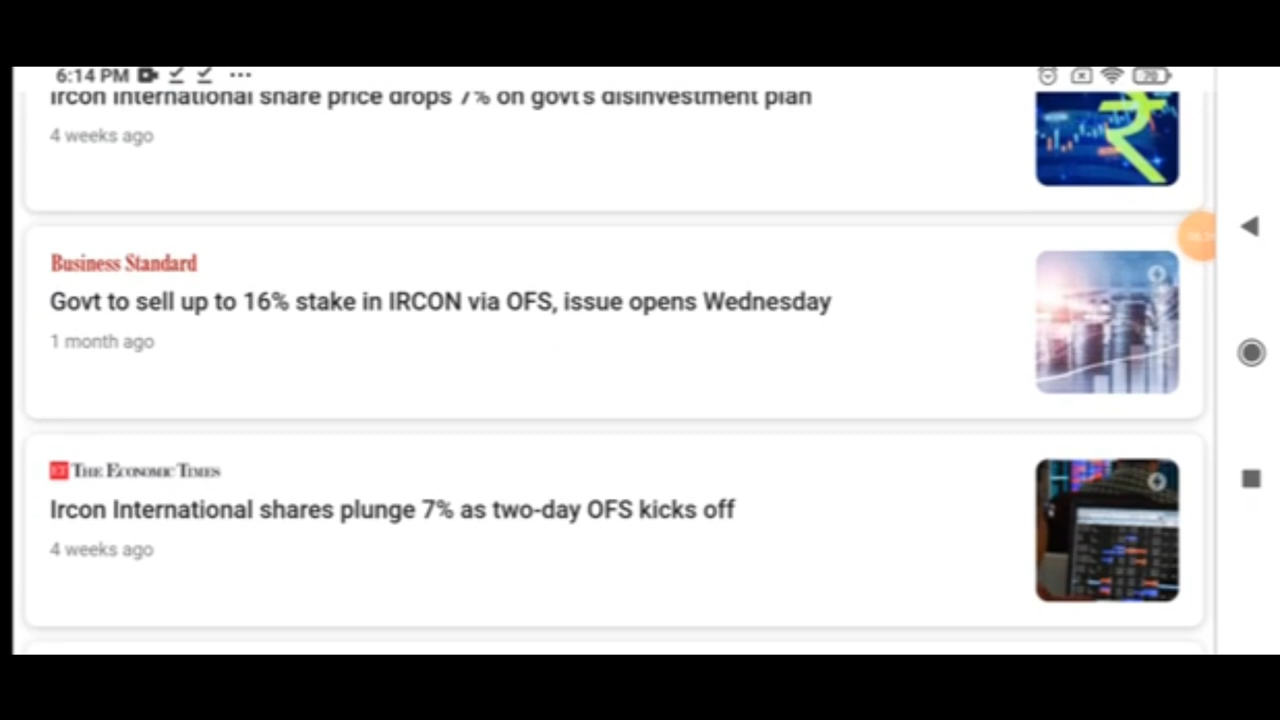 6:14 PM
Ircon International share price drops 7% on govt's disinvestment plan
4 weeks ago
Business Standard
Govt to sell up to 16% stake in IRCON via OFS, issue opens Wednesday
1 month ago
ET THE ECONOMIC TIMES
Ircon International shares plunge 7% as two-day OFS kicks off
4 weeks ago